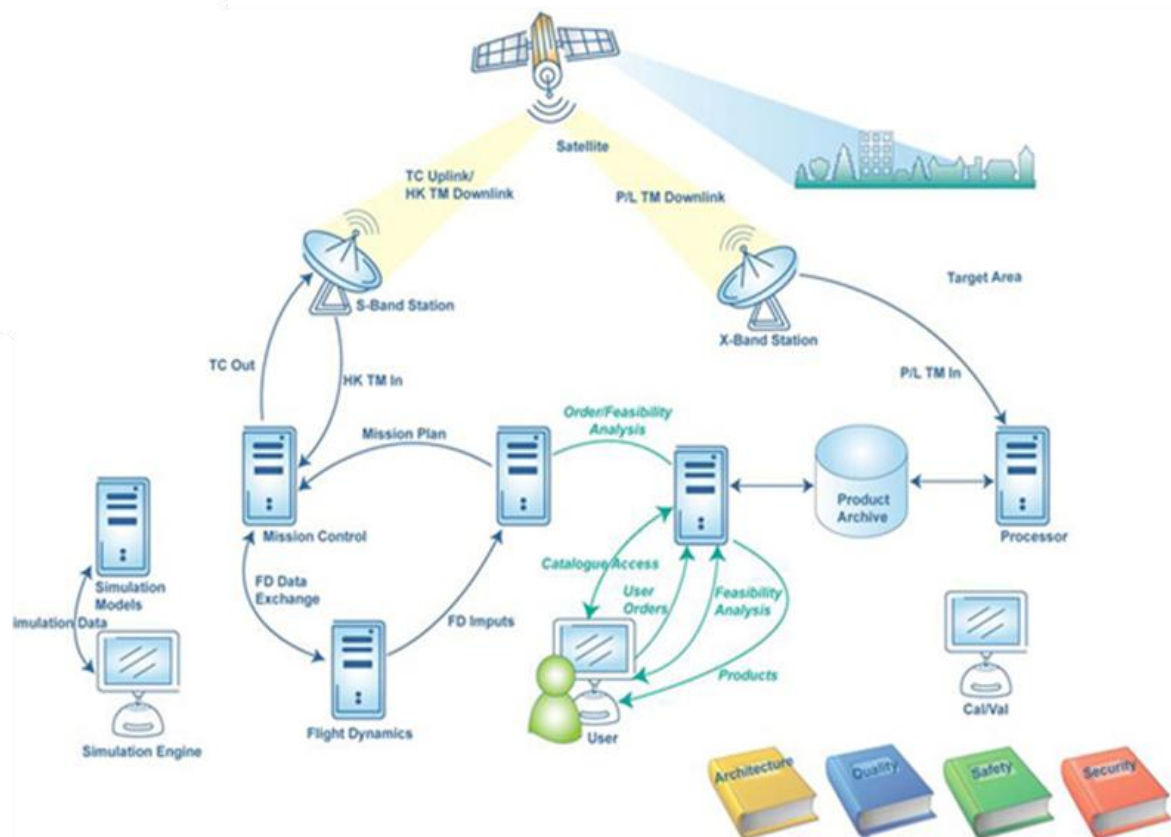 Satellite
TC Uplink/
HK TM Downlink
P/L TM Downlink
S-Band Station
X-Band Station
Target Area
TC Out
HK TM In
P/L TM In
Order/Feasibility
Analysis
Mission Plan
Product
Archive
Mission Control
Processor
Catalogue Access
Simulation
Models
FD Data
Exchange
User
Orders
Feasibility
Analysis
imulation Data
FD Imputs
Products
Simulation Engine
Flight Dynamics
User
Cal/Val
Architecture
Quality
Safety
Security